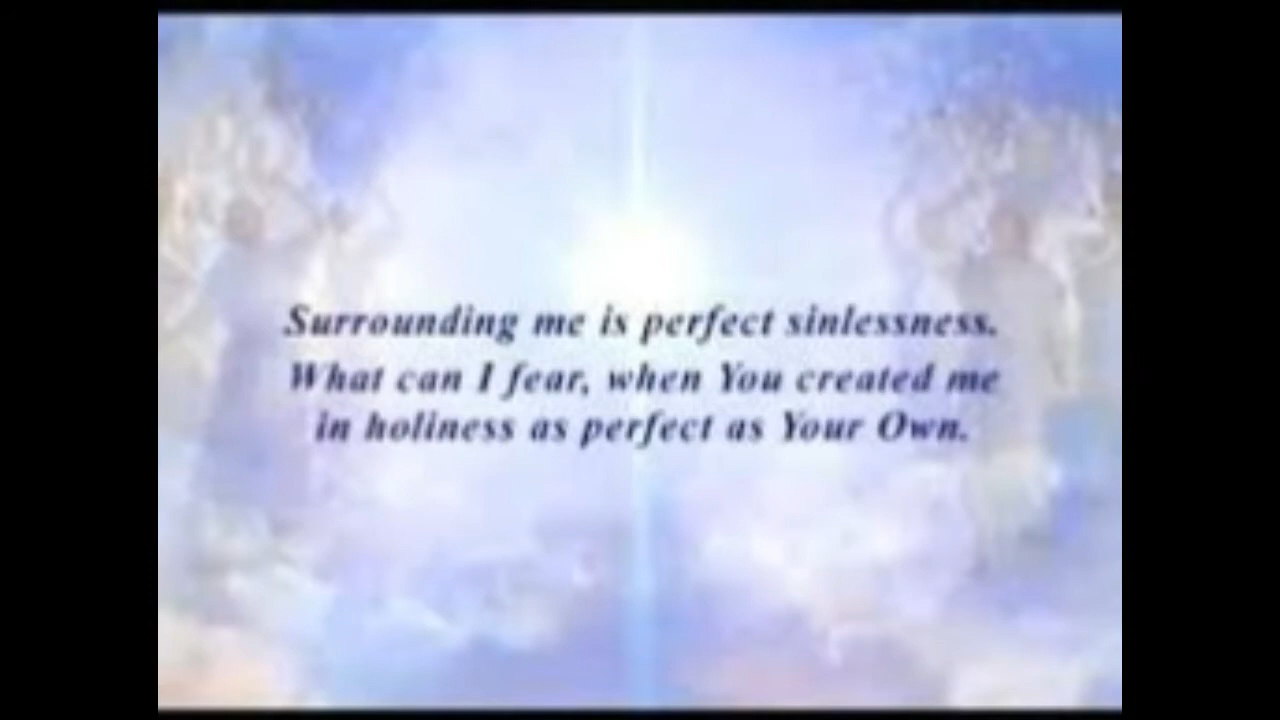 Surrounding me is perfect sinlessness.
What can I fear, when You created me
in holiness as perfect as Your Own.